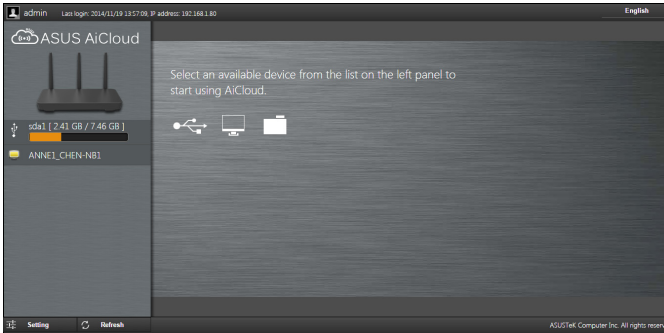 admin Last login: 2014/11/19 13:57:09, IP address: 192.168.1.80 English
ASUS AiCloud
Select an available device from the list on the left panel to
start using AiCloud.
sda1 [ 2.41 GB / 7.46 GB ]
ANNE1_CHEN-NB1
Setting Refresh ASUSTeK Computer Inc. All rights reser